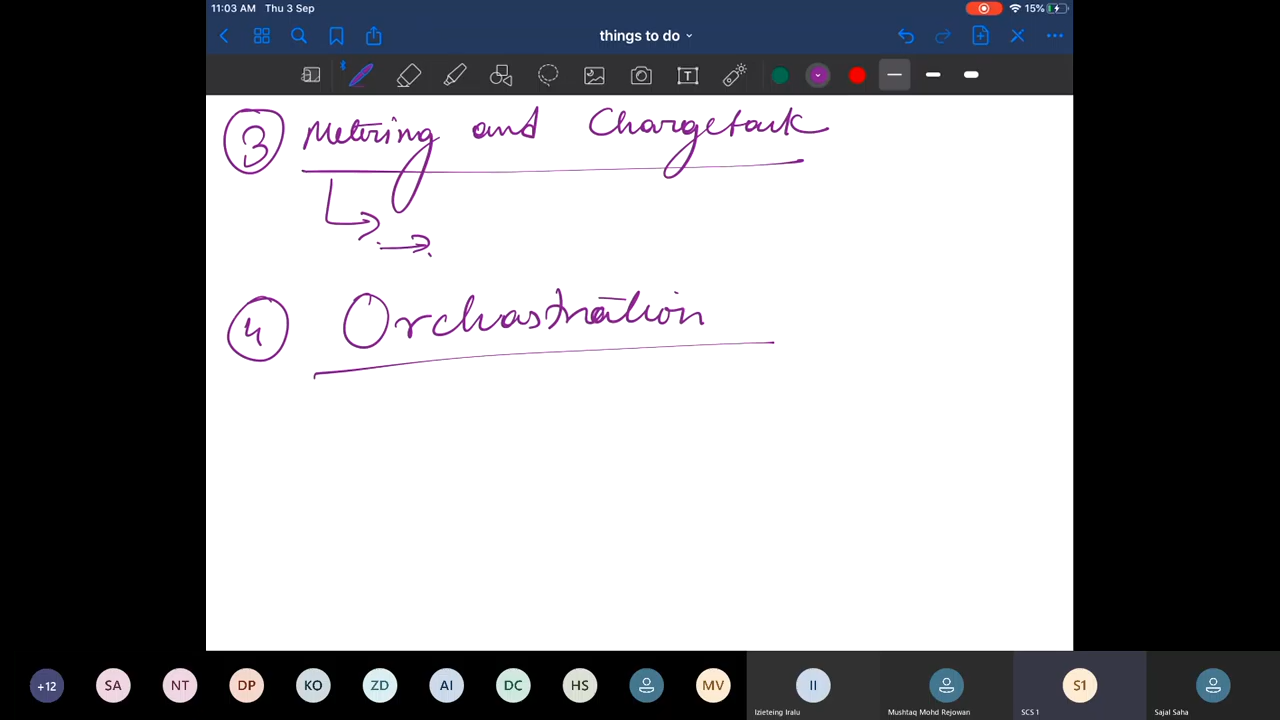 11:03 AM Thu 3 Sep
15%
things to do
T
3 Metering and Chargeback
4 Orchastration
+12 SA NT DP KO ZD AI DC HS MV II S1
Izieteing Iralu Mushtaq Mohd Rejowan SCS 1 Sajal Saha